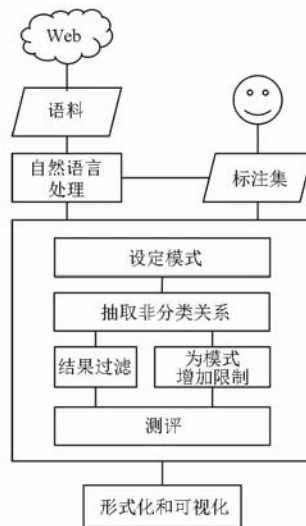 Web
语料
自然语言
处理
标注集
设定模式
抽取非分类关系
结果过滤
为模式
增加限制
测评
形式化和可视化